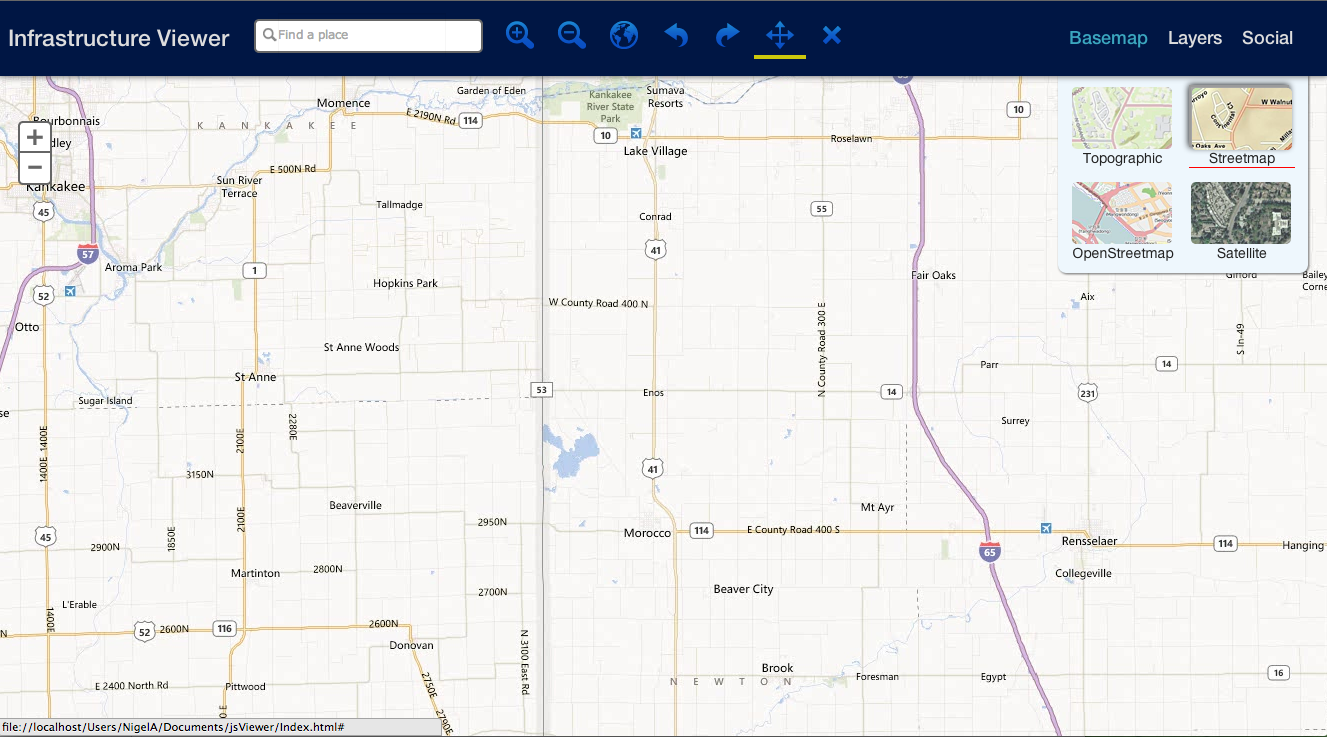 Infrastructure Viewer
Find a place
Basemap Layers Social
Topographic
Streetmap
W Walnut
Oaks Ave
OpenStreetmap
Satellite
+
−
Garden of Eden
Kankakee
River State
Park
Sumava
Resorts
Momence
E 2190N Rd
114
10
10
Bourbonnais
KANKAKEE
dley
Lake Village
Roselawn
E 500N Rd
Kankakee
Sun River
Terrace
45
Tallmadge
Conrad
55
41
57
Aroma Park
1
52
Hopkins Park
W County Road 400 N
Fair Oaks
Gifford
Bailey
Corne
Aix
Otto
St Anne Woods
N County Road 300 E
S In-49
St Anne
53
Enos
14
Parr
14
231
se
Sugar Island
2280E
Surrey
1400E
1400E
2100E
3150N
41
Beaverville
2950N
Mt Ayr
45
1850E
2100E
Morocco
114
E County Road 400 S
Rensselaer
114
Hanging
2900N
65
Martinton
2800N
Collegeville
2700N
Beaver City
L'Erable
1400E
N
52
2600N
116
2600N
Donovan
N 3100 East Rd
Brook
NEWTON
Foresman
Egypt
16
E 2400 North Rd
Pittwood
2750E
2790E
0 E
file://localhost/Users/NigelA/Documents/jsViewer/Index.html#